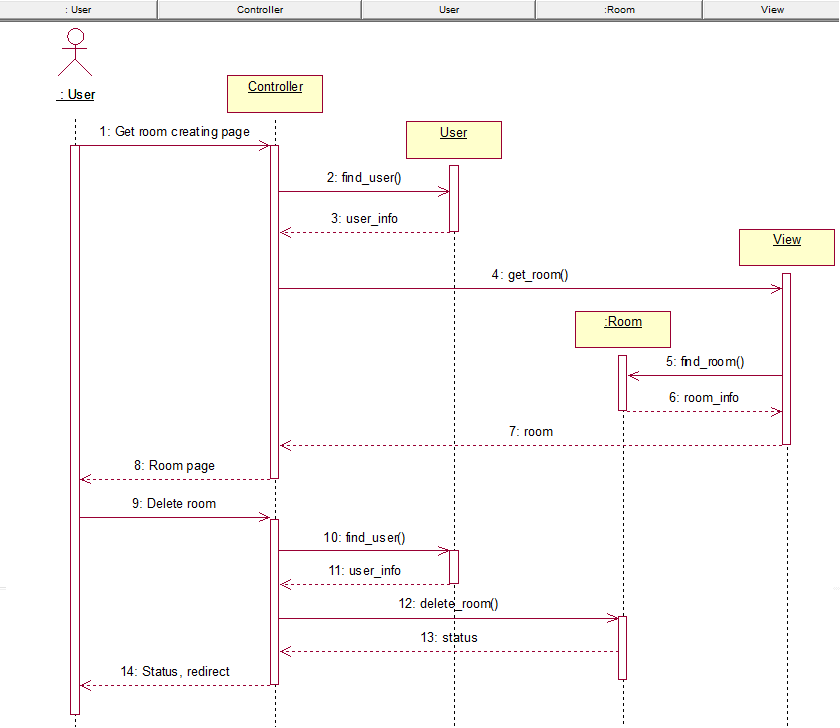 : User
Controller
User
:Room
View
: User
Controller
1: Get room creating page
User
2: find_user()
3: user_info
View
4: get_room()
:Room
5: find_room()
6: room_info
7: room
8: Room page
9: Delete room
10: find_user()
11: user_info
12: delete_room()
13: status
14: Status, redirect